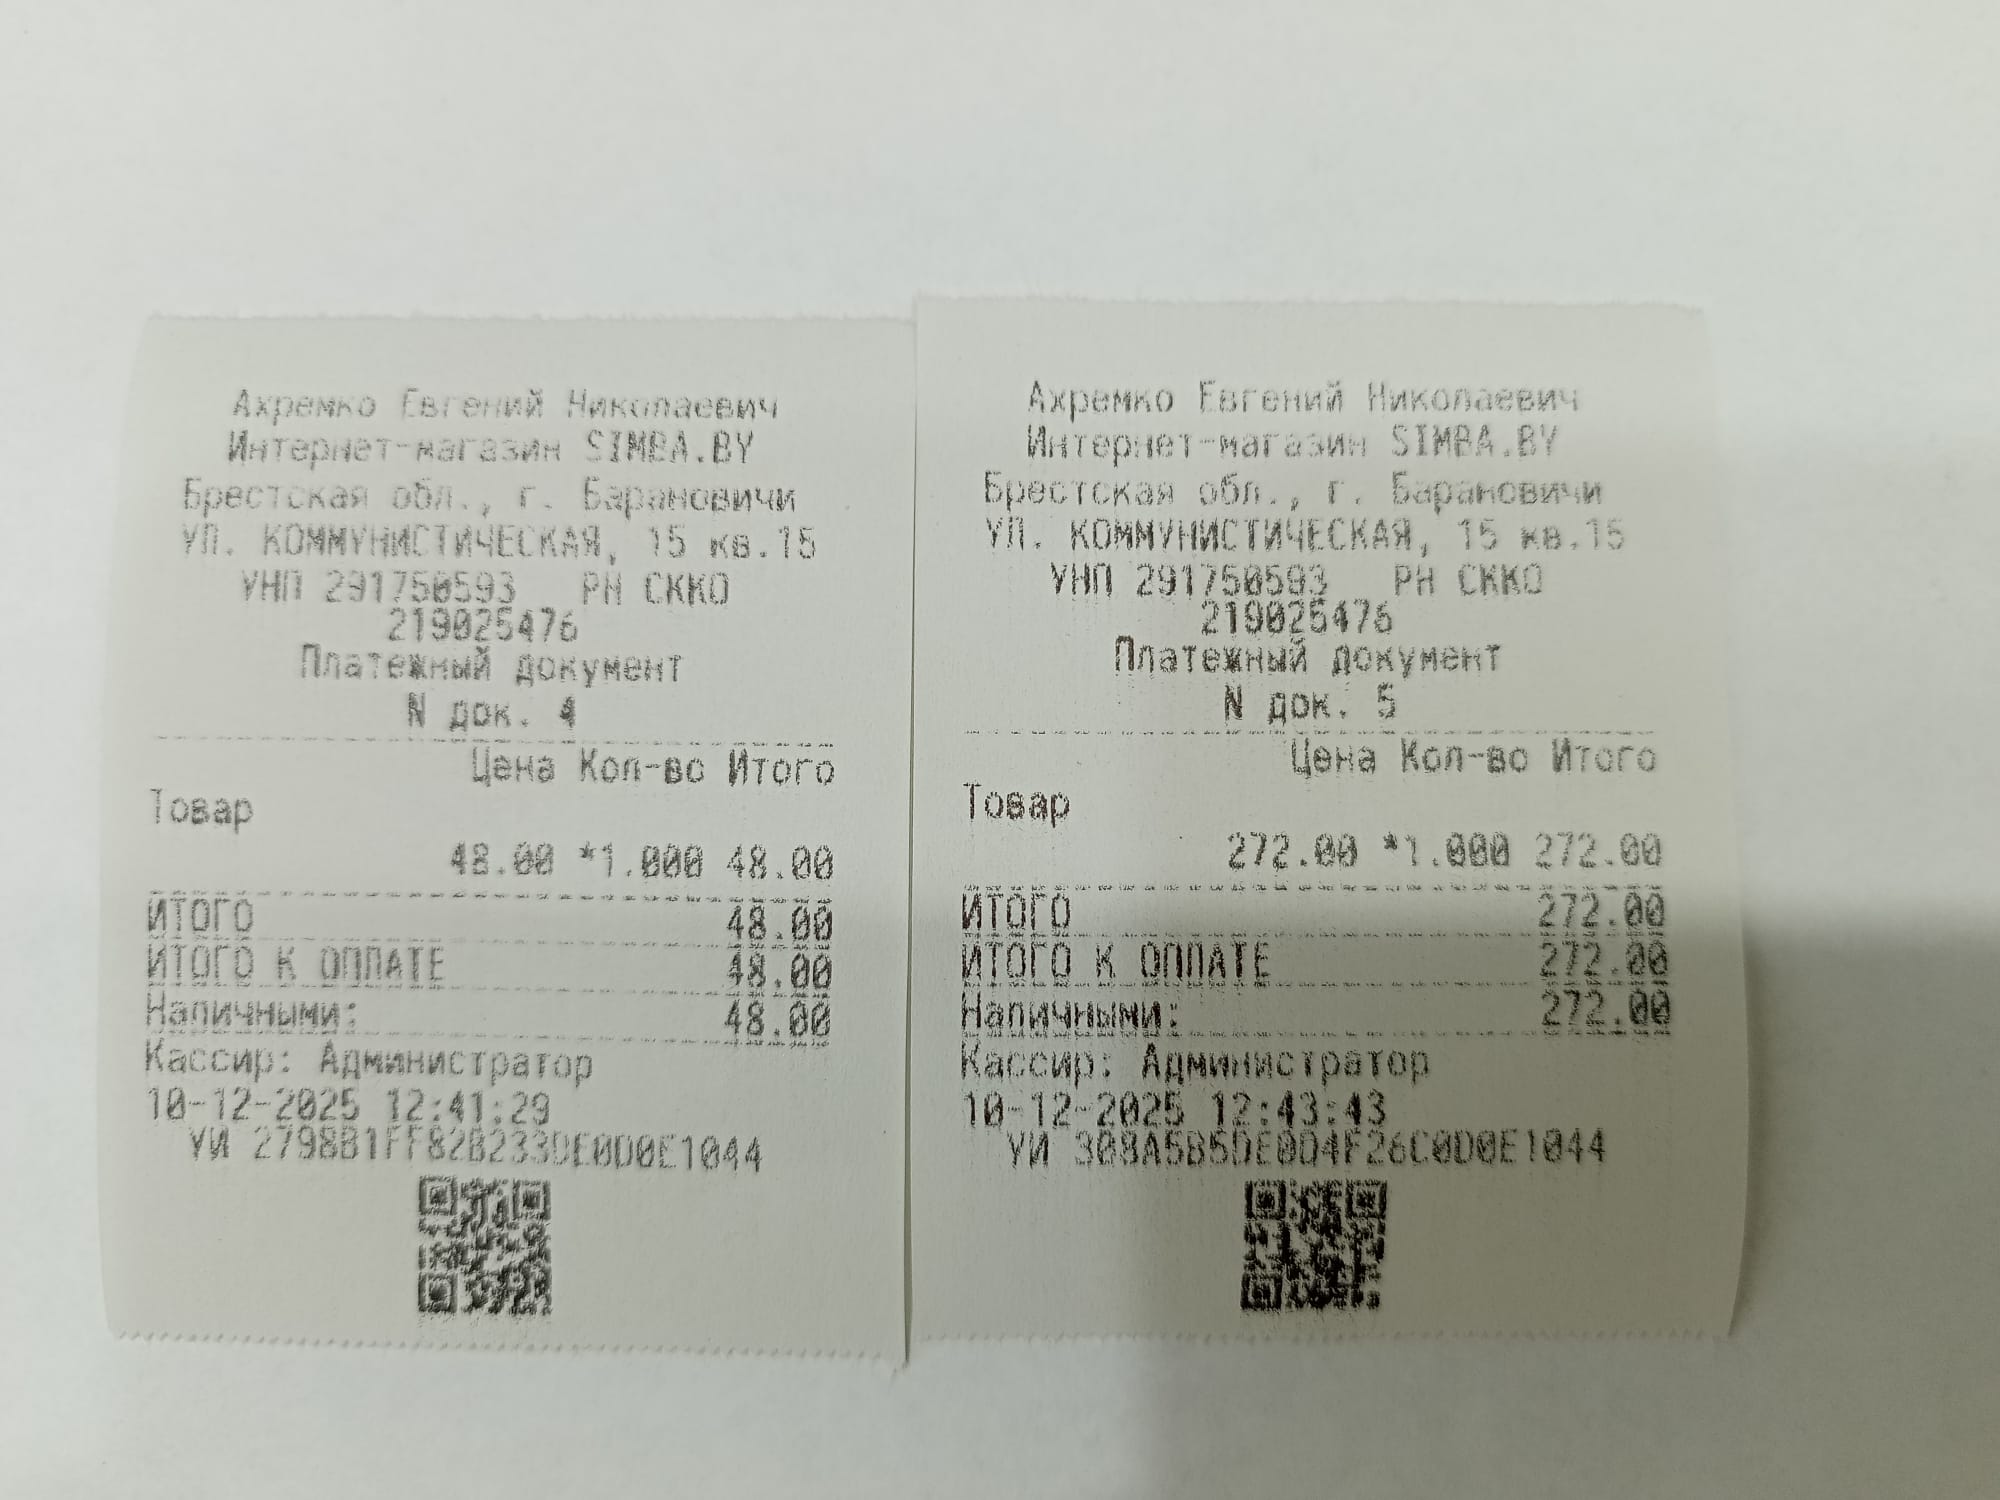 Ахремко Евгений Николаевич
Интернет-магазин SIMBA.BY
Брестская обл., г. Барановичи
УЛ. КОММУНИСТИЧЕСКАЯ, 15 кв.15
УНП 291750593 РН СККО
219025476
Платежный документ
N док. 4
Цена Кол-во Итого
Товар
48.00 *1.000 48.00
ИТОГО 48.00
ИТОГО К ОПЛАТЕ 48.00
Наличными: 48.00
Кассир: Администратор
10-12-2025 12:41:29
УИ 2798B1FF82B233DE0D0E1044
Ахремко Евгений Николаевич
Интернет-магазин SIMBA.BY
Брестская обл., г. Барановичи
УЛ. КОММУНИСТИЧЕСКАЯ, 15 кв.15
УНП 291750593 РН СККО
219025476
Платежный документ
N док. 5
Цена Кол-во Итого
Товар
272.00 *1.000 272.00
ИТОГО 272.00
ИТОГО К ОПЛАТЕ 272.00
Наличными: 272.00
Кассир: Администратор
10-12-2025 12:43:43
УИ 308A5B5DE0D4F26C0D0E1044